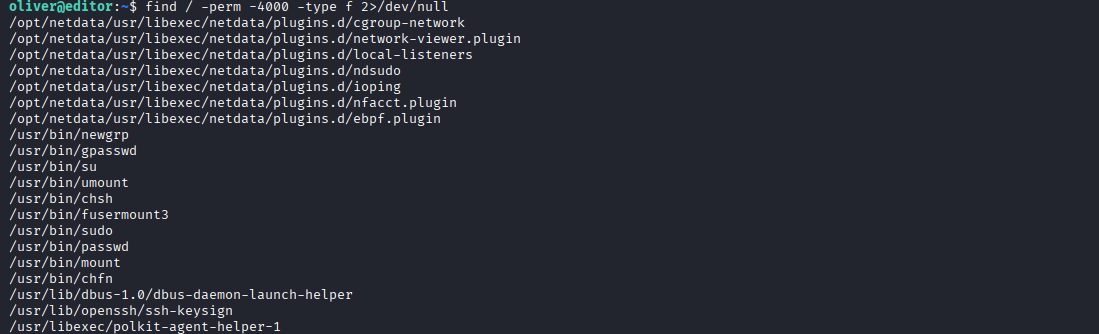 oliver@editor:~$ find / -perm -4000 -type f 2>/dev/null
/opt/netdata/usr/libexec/netdata/plugins.d/cgroup-network
/opt/netdata/usr/libexec/netdata/plugins.d/network-viewer.plugin
/opt/netdata/usr/libexec/netdata/plugins.d/local-listeners
/opt/netdata/usr/libexec/netdata/plugins.d/ndsudo
/opt/netdata/usr/libexec/netdata/plugins.d/ioping
/opt/netdata/usr/libexec/netdata/plugins.d/nfacct.plugin
/opt/netdata/usr/libexec/netdata/plugins.d/ebpf.plugin
/usr/bin/newgrp
/usr/bin/gpasswd
/usr/bin/su
/usr/bin/umount
/usr/bin/chsh
/usr/bin/fusermount3
/usr/bin/sudo
/usr/bin/passwd
/usr/bin/mount
/usr/bin/chfn
/usr/lib/dbus-1.0/dbus-daemon-launch-helper
/usr/lib/openssh/ssh-keysign
/usr/libexec/polkit-agent-helper-1